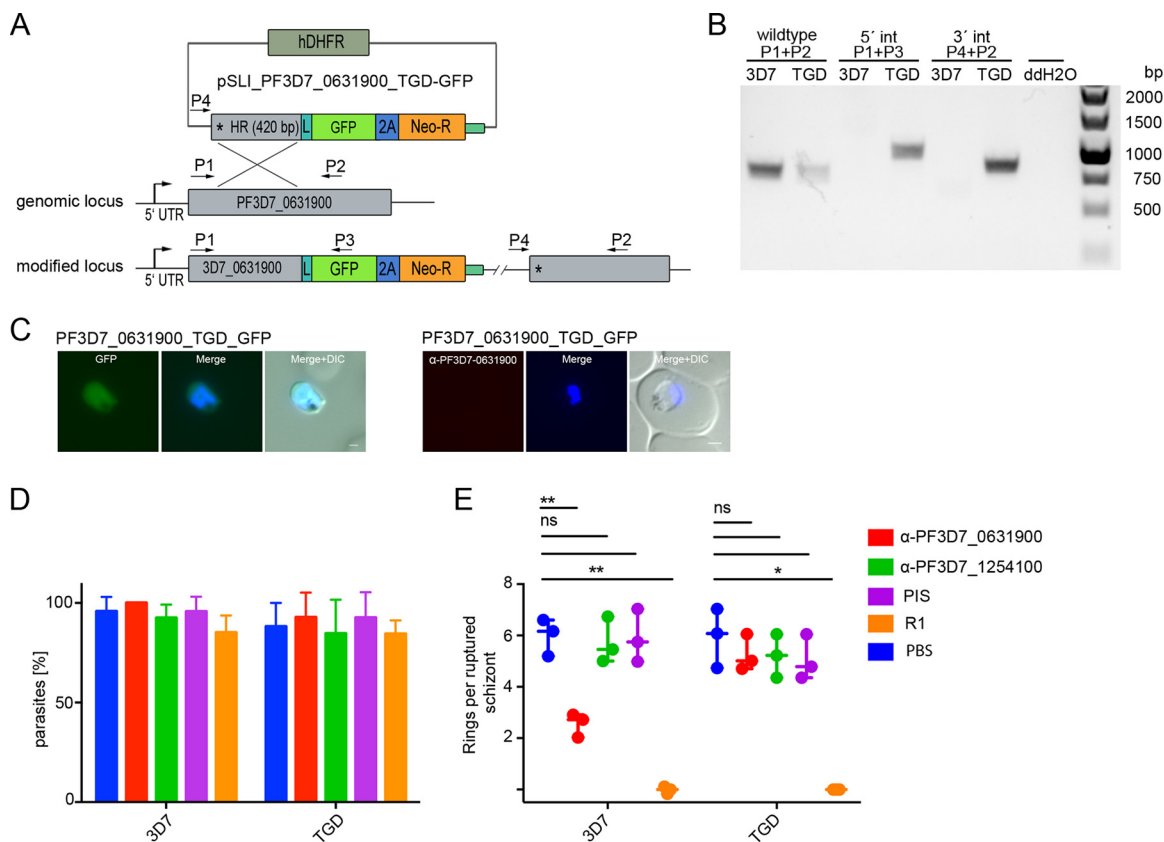 A
hDHFR
pSLI_PF3D7_0631900_TGD-GFP
P4
* HR (420 bp) L GFP 2A Neo-R
P1
P2
genomic locus
PF3D7_0631900
5' UTR
P1 P3 P4 P2
modified locus
3D7_0631900 L GFP 2A Neo-R *
5' UTR
B
wildtype 5´ int 3´ int
P1+P2 P1+P3 P4+P2
3D7 TGD 3D7 TGD 3D7 TGD ddH2O bp
2000
1500
1000
750
500
C
PF3D7_0631900_TGD_GFP
GFP Merge Merge+DIC
PF3D7_0631900_TGD_GFP
α-PF3D7-0631900 Merge Merge+DIC
D
parasites [%]
100
50
0
3D7 TGD
E
** ns
ns
** *
Rings per ruptured
schizont
8
6
4
2
3D7 TGD
α-PF3D7_0631900
α-PF3D7_1254100
PIS
R1
PBS